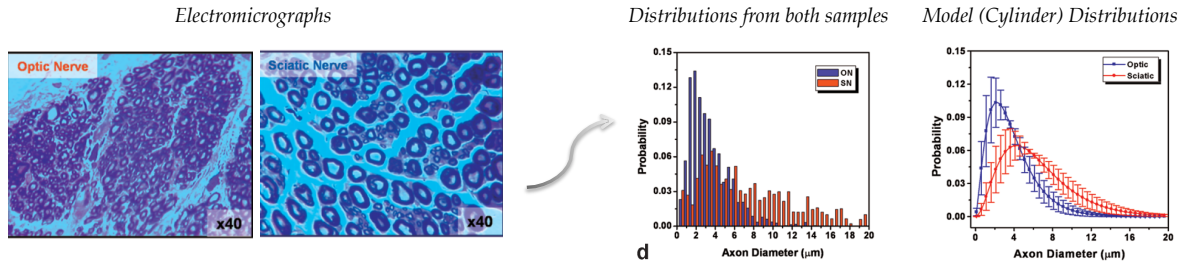 Electromicrographs
Distributions from both samples
Model (Cylinder) Distributions
Optic Nerve
x40
Sciatic Nerve
x40
0.15
0.12
0.09
0.06
0.03
0.00
Probability
ON
SN
0 2 4 6 8 10 12 14 16 18 20
Axon Diameter (μm)
d
0.15
0.12
0.09
0.06
0.03
0.00
Probability
Optic
Sciatic
0 4 8 12 16 20
Axon Diameter (μm)